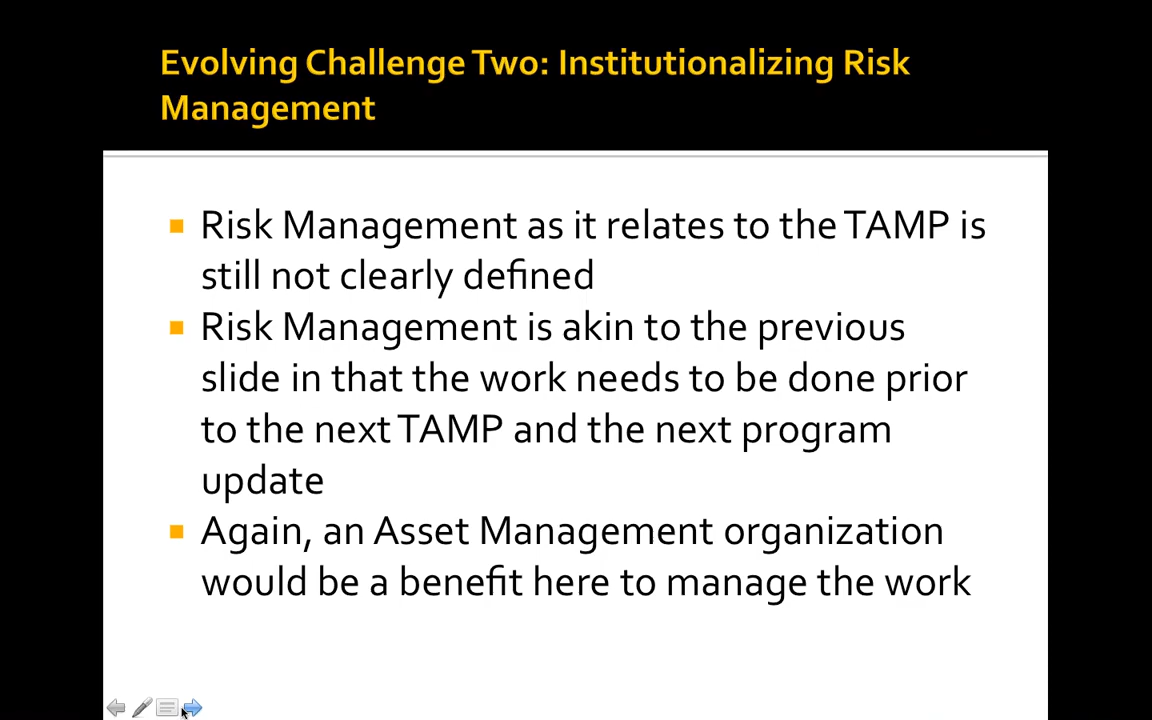 Evolving Challenge Two: Institutionalizing Risk
Management
Risk Management as it relates to the TAMP is
still not clearly defined
Risk Management is akin to the previous
slide in that the work needs to be done prior
to the next TAMP and the next program
update
Again, an Asset Management organization
would be a benefit here to manage the work